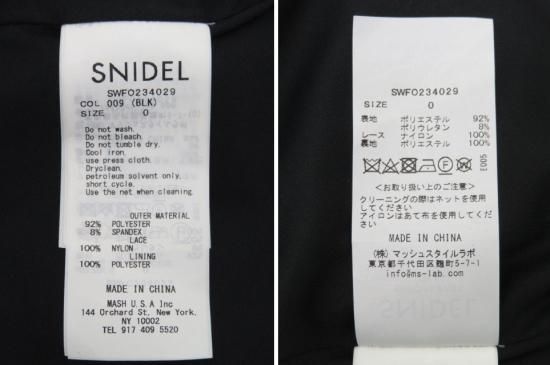 SNIDEL
SWFO234029
COL 009 (BLK)
SIZE 0
Do not wash.
Do not bleach.
Do not tumble dry.
Cool iron.
use press cloth.
Dryclean,
petroleum solvent only,
short cycle.
Use the net when cleaning.
OUTER MATERIAL
92% POLYESTER
8% SPANDEX
LACE
100% NYLON
LINING
100% POLYESTER
MADE IN CHINA
MASH U.S.A Inc
144 Orchard St. New York,
NY 10002
TEL 917 409 5520
SWFO234029
SIZE 0
表地 ポリエステル 92%
ポリウレタン 8%
レース ナイロン 100%
裏地 ポリエステル 100%
E005
<お取り扱い上のご注意>
クリーニングの際はネットを使用
してください
アイロンはあて布を使用してくだ
さい
MADE IN CHINA
(株) マッシュスタイルラボ
東京都千代田区麹町5-7-1
info@ms-lab.com